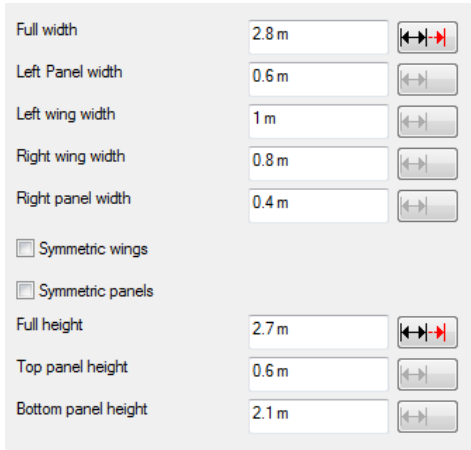 Full width 2.8 m
Left Panel width 0.6 m
Left wing width 1 m
Right wing width 0.8 m
Right panel width 0.4 m
Symmetric wings
Symmetric panels
Full height 2.7 m
Top panel height 0.6 m
Bottom panel height 2.1 m